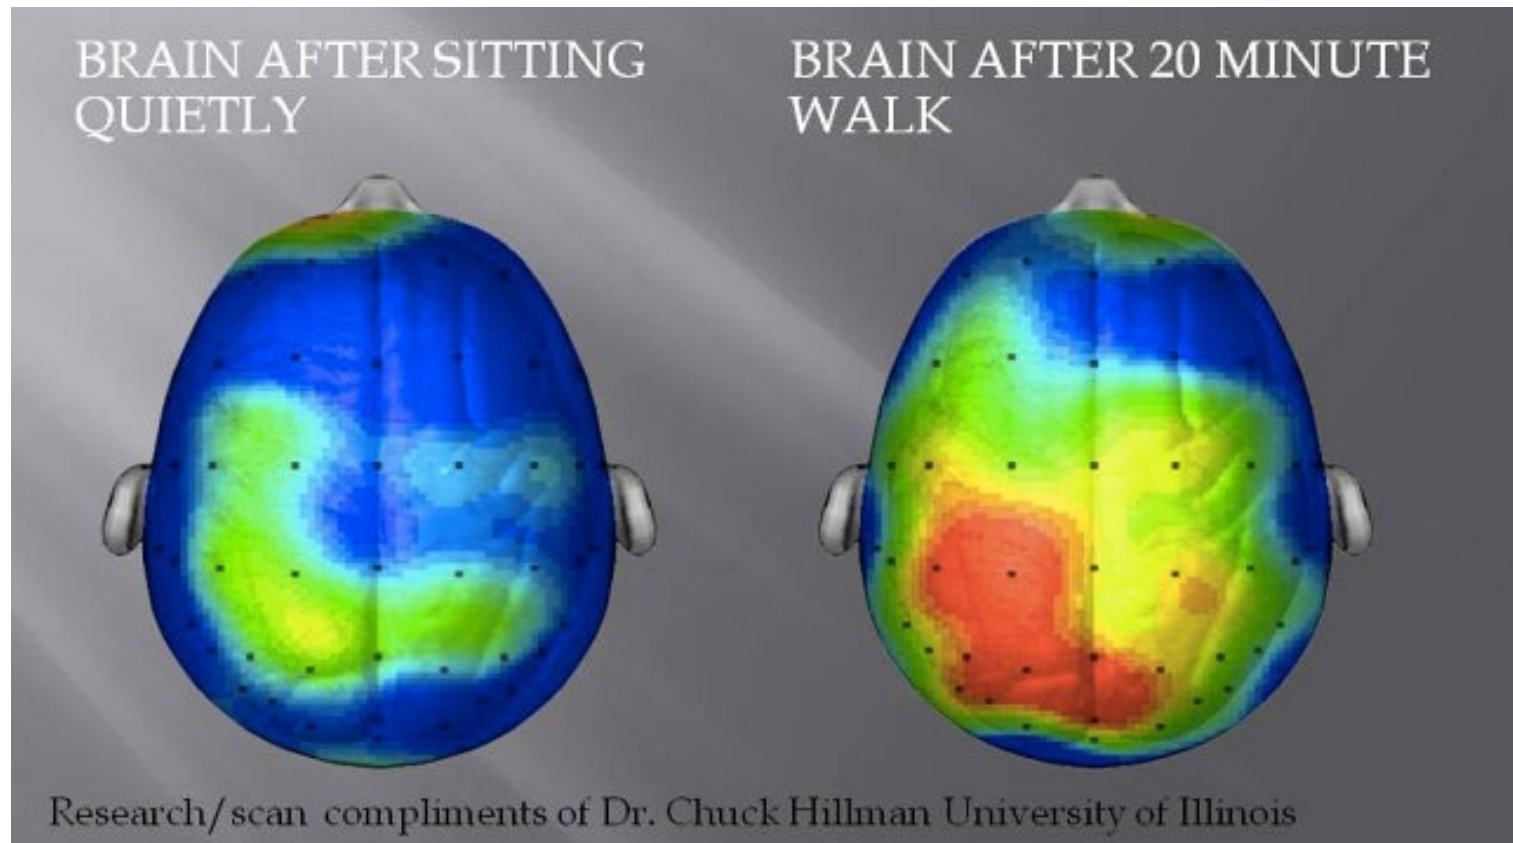 BRAIN AFTER SITTING
QUIETLY
BRAIN AFTER 20 MINUTE
WALK
Research/scan compliments of Dr. Chuck Hillman University of Illinois